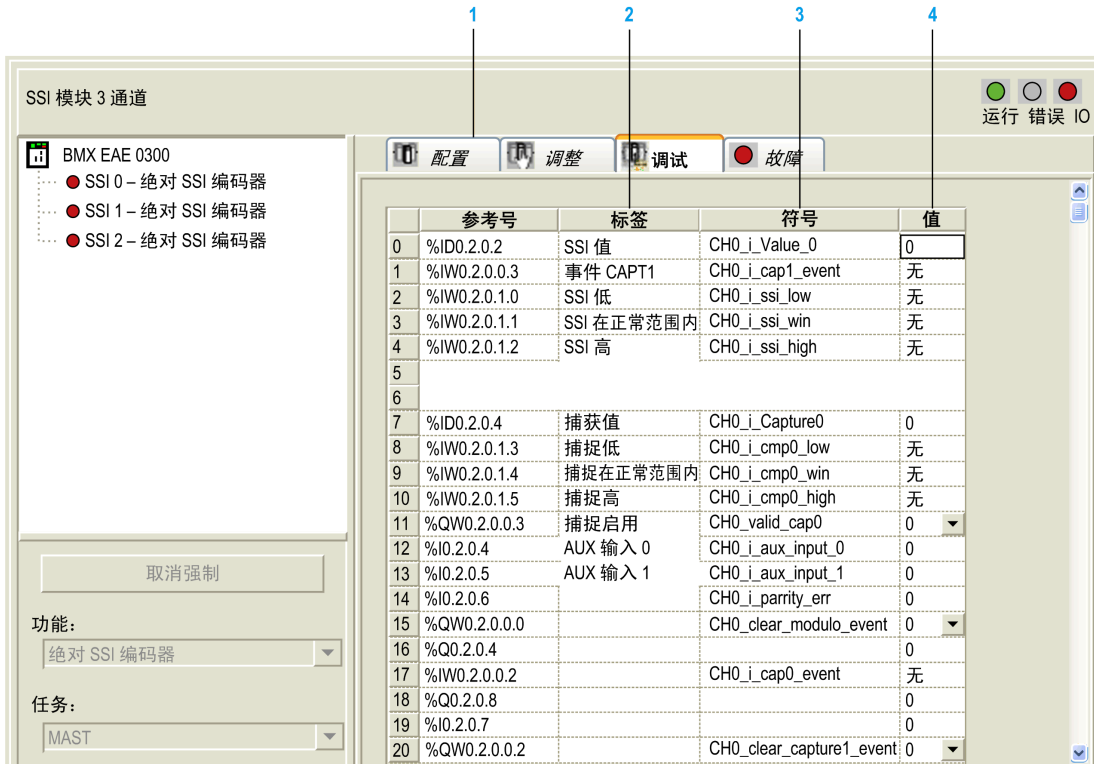 1 2 3 4
SSI 模块 3 通道
运行 错误 IO
BMX EAE 0300
SSI 0 – 绝对 SSI 编码器
SSI 1 – 绝对 SSI 编码器
SSI 2 – 绝对 SSI 编码器
取消强制
功能:
绝对 SSI 编码器
任务:
MAST
配置 调整 调试 故障
参考号 标签 符号 值
0 %ID0.2.0.2 SSI 值 CH0_i_Value_0 0
1 %IW0.2.0.0.3 事件 CAPT1 CH0_i_cap1_event 无
2 %IW0.2.0.1.0 SSI 低 CH0_i_ssi_low 无
3 %IW0.2.0.1.1 SSI 在正常范围内 CH0_i_ssi_win 无
4 %IW0.2.0.1.2 SSI 高 CH0_i_ssi_high 无
5
6
7 %ID0.2.0.4 捕获值 CH0_i_Capture0 0
8 %IW0.2.0.1.3 捕捉低 CH0_i_cmp0_low 无
9 %IW0.2.0.1.4 捕捉在正常范围内 CH0_i_cmp0_win 无
10 %IW0.2.0.1.5 捕捉高 CH0_i_cmp0_high 无
11 %QW0.2.0.0.3 捕捉启用 CH0_valid_cap0 0
12 %I0.2.0.4 AUX 输入 0 CH0_i_aux_input_0 0
13 %I0.2.0.5 AUX 输入 1 CH0_i_aux_input_1 0
14 %I0.2.0.6 CH0_i_parrity_err 0
15 %QW0.2.0.0.0 CH0_clear_modulo_event 0
16 %Q0.2.0.4 0
17 %IW0.2.0.0.2 CH0_i_cap0_event 无
18 %Q0.2.0.8 0
19 %I0.2.0.7 0
20 %QW0.2.0.0.2 CH0_clear_capture1_event 0